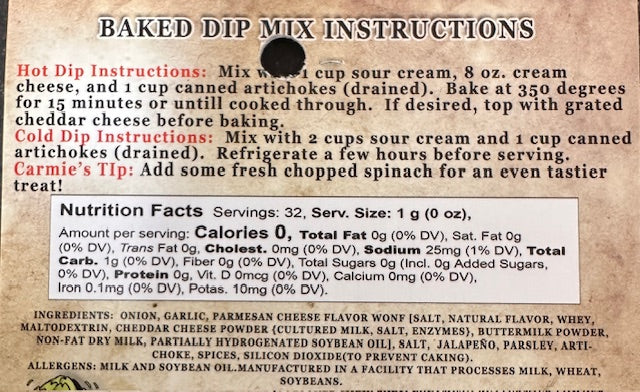 BAKED DIP MIX INSTRUCTIONS
Hot Dip Instructions: Mix 1 cup sour cream, 8 oz. cream
cheese, and 1 cup canned artichokes (drained). Bake at 350 degrees
for 15 minutes or untill cooked through. If desired, top with grated
cheddar cheese before baking.
Cold Dip Instructions: Mix with 2 cups sour cream and 1 cup canned
artichokes (drained). Refrigerate a few hours before serving.
Carmie's TIp: Add some fresh chopped spinach for an even tastier
treat!
Nutrition Facts Servings: 32, Serv. Size: 1 g (0 oz),
Amount per serving: Calories 0, Total Fat 0g (0% DV), Sat. Fat 0g
(0% DV), Trans Fat 0g, Cholest. 0mg (0% DV), Sodium 25mg (1% DV), Total
Carb. 1g (0% DV), Fiber 0g (0% DV), Total Sugars 0g (Incl. 0g Added Sugars,
0% DV), Protein 0g, Vit. D 0mcg (0% DV), Calcium 0mg (0% DV),
Iron 0.1mg (0% DV), Potas. 10mg (0% DV).
INGREDIENTS: ONION, GARLIC, PARMESAN CHEESE FLAVOR WONF [SALT, NATURAL FLAVOR, WHEY,
MALTODEXTRIN, CHEDDAR CHEESE POWDER {CULTURED MILK, SALT, ENZYMES}, BUTTERMILK POWDER,
NON-FAT DRY MILK, PARTIALLY HYDROGENATED SOYBEAN OIL], SALT, JALAPEÑO, PARSLEY, ARTI-
CHOKE, SPICES, SILICON DIOXIDE(TO PREVENT CAKING).
ALLERGENS: MILK AND SOYBEAN OIL.MANUFACTURED IN A FACILITY THAT PROCESSES MILK, WHEAT,
SOYBEANS.